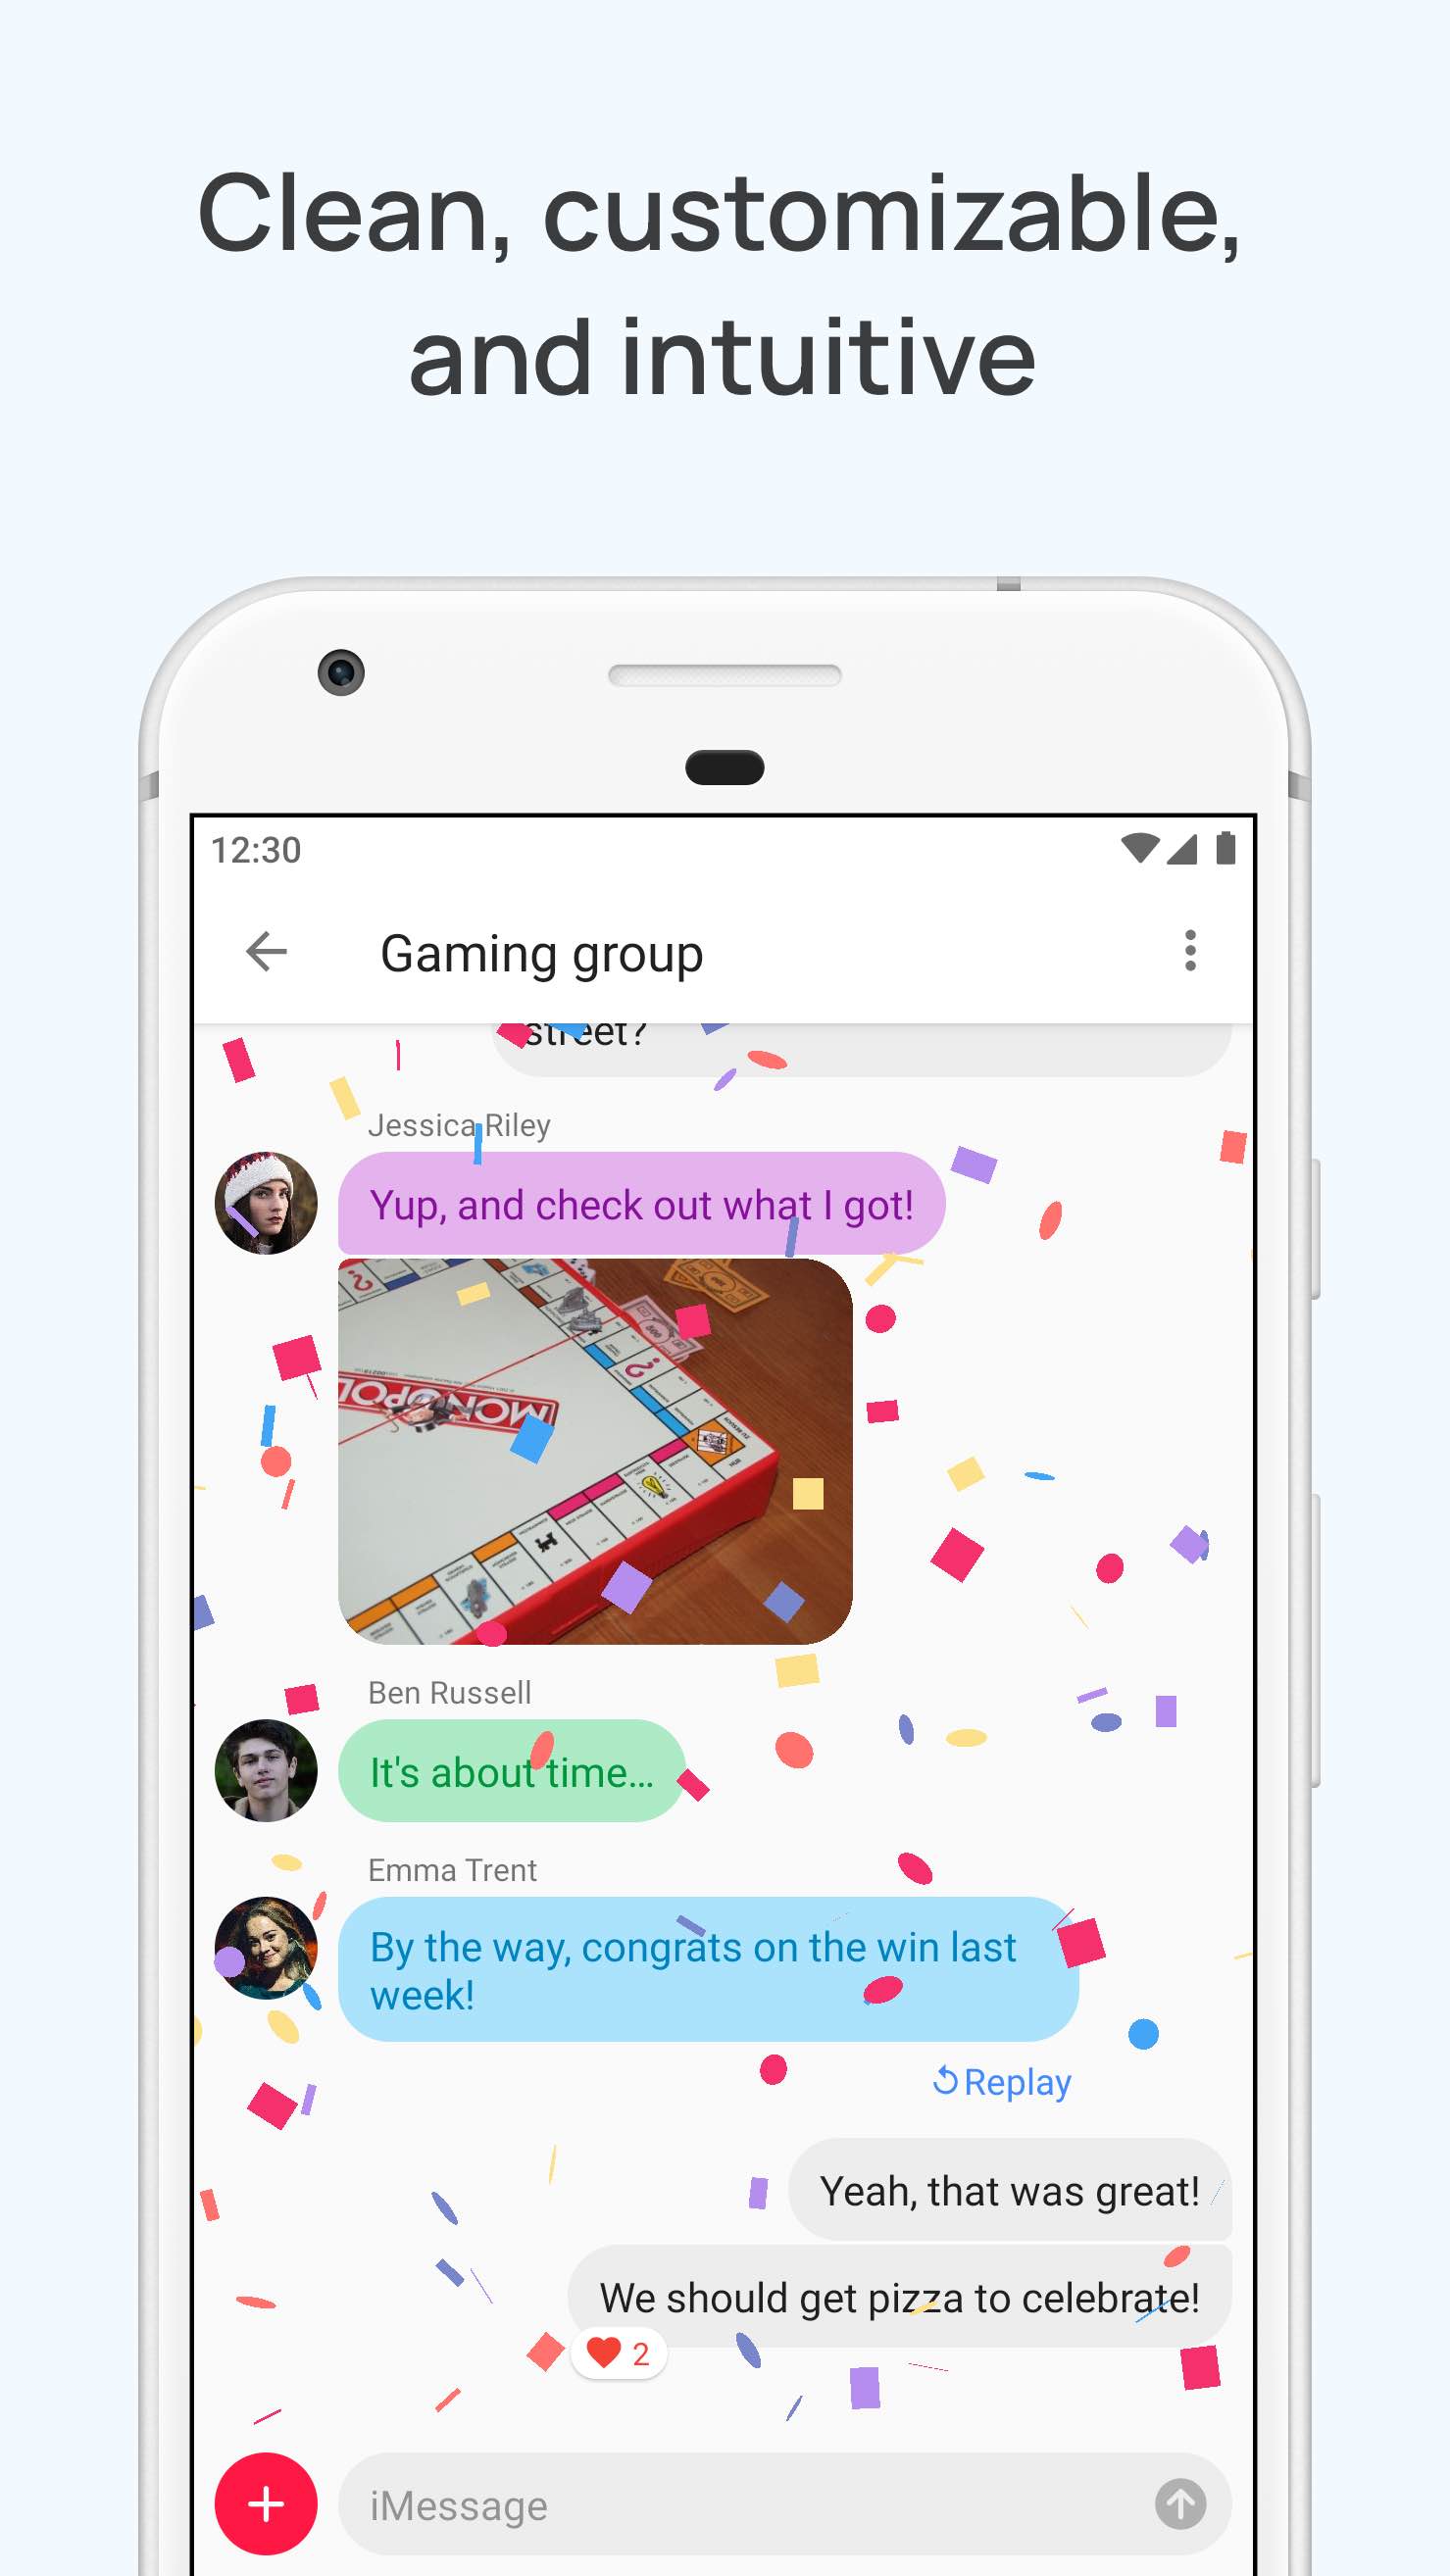 Clean, customizable,
and intuitive
12:30
Gaming group
street?
Jessica Riley
Yup, and check out what I got!
MONOPOL
500
Ben Russell
It's about time...
Emma Trent
By the way, congrats on the win last
week!
Replay
Yeah, that was great!
We should get pizza to celebrate!
2
iMessage